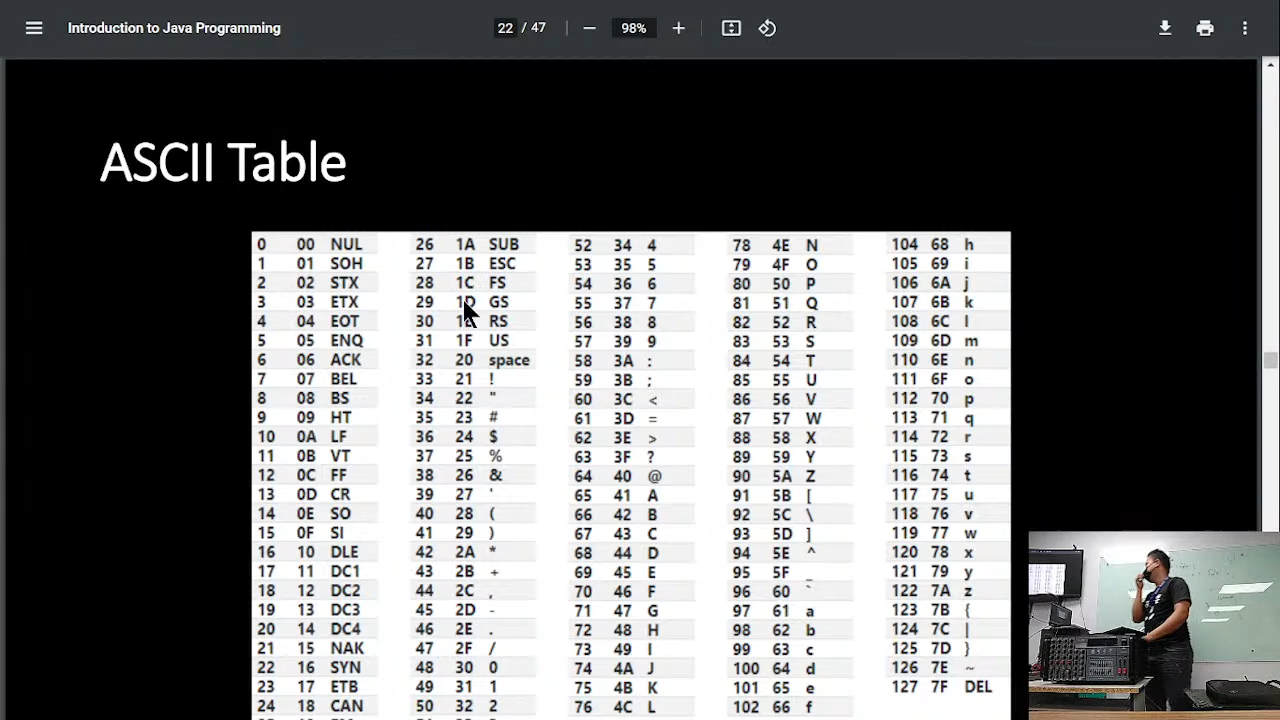 Introduction to Java Programming 22 / 47 98%
ASCII Table
0 00 NUL 26 1A SUB 52 34 4 78 4E N 104 68 h
1 01 SOH 27 1B ESC 53 35 5 79 4F O 105 69 i
2 02 STX 28 1C FS 54 36 6 80 50 P 106 6A j
3 03 ETX 29 1D GS 55 37 7 81 51 Q 107 6B k
4 04 EOT 30 RS 56 38 8 82 52 R 108 6C l
5 05 ENQ 31 1F US 57 39 9 83 53 S 109 6D m
6 06 ACK 32 20 space 58 3A : 84 54 T 110 6E n
7 07 BEL 33 21 ! 59 3B ; 85 55 U 111 6F o
8 08 BS 34 22 " 60 3C < 86 56 V 112 70 p
9 09 HT 35 23 # 61 3D = 87 57 W 113 71 q
10 0A LF 36 24 $ 62 3E > 88 58 X 114 72 r
11 0B VT 37 25 % 63 3F ? 89 59 Y 115 73 s
12 0C FF 38 26 & 64 40 @ 90 5A Z 116 74 t
13 0D CR 39 27 ' 65 41 A 91 5B [ 117 75 u
14 0E SO 40 28 ( 66 42 B 92 5C \ 118 76 v
15 0F SI 41 29 ) 67 43 C 93 5D ] 119 77 w
16 10 DLE 42 2A * 68 44 D 94 5E ^ 120 78 x
17 11 DC1 43 2B + 69 45 E 95 5F _ 121 79 y
18 12 DC2 44 2C , 70 46 F 96 60 ` 122 7A z
19 13 DC3 45 2D - 71 47 G 97 61 a 123 7B {
20 14 DC4 46 2E . 72 48 H 98 62 b 124 7C |
21 15 NAK 47 2F / 73 49 I 99 63 c 125 7D }
22 16 SYN 48 30 0 74 4A J 100 64 d 126 7E ~
23 17 ETB 49 31 1 75 4B K 101 65 e 127 7F DEL
24 18 CAN 50 32 2 76 4C L 102 66 f